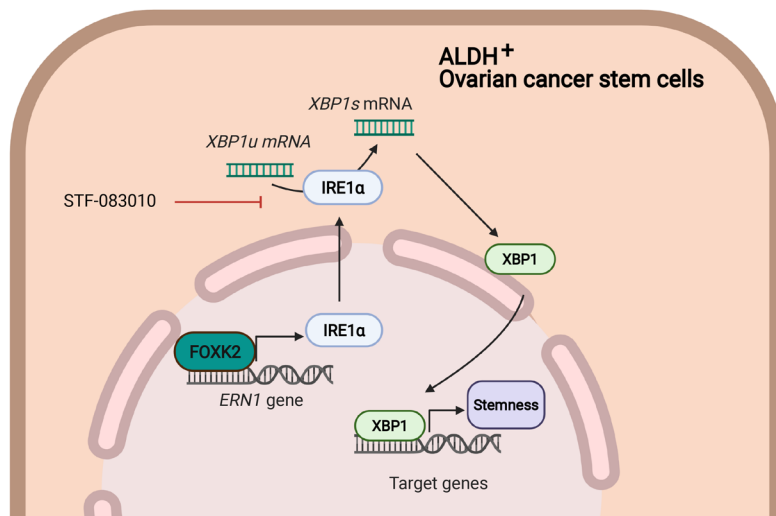 ALDH+
Ovarian cancer stem cells
XBP1s mRNA
XBP1u mRNA
IRE1α
STF-083010
XBP1
IRE1α
FOXK2
ERN1 gene
Stemness
XBP1
Target genes